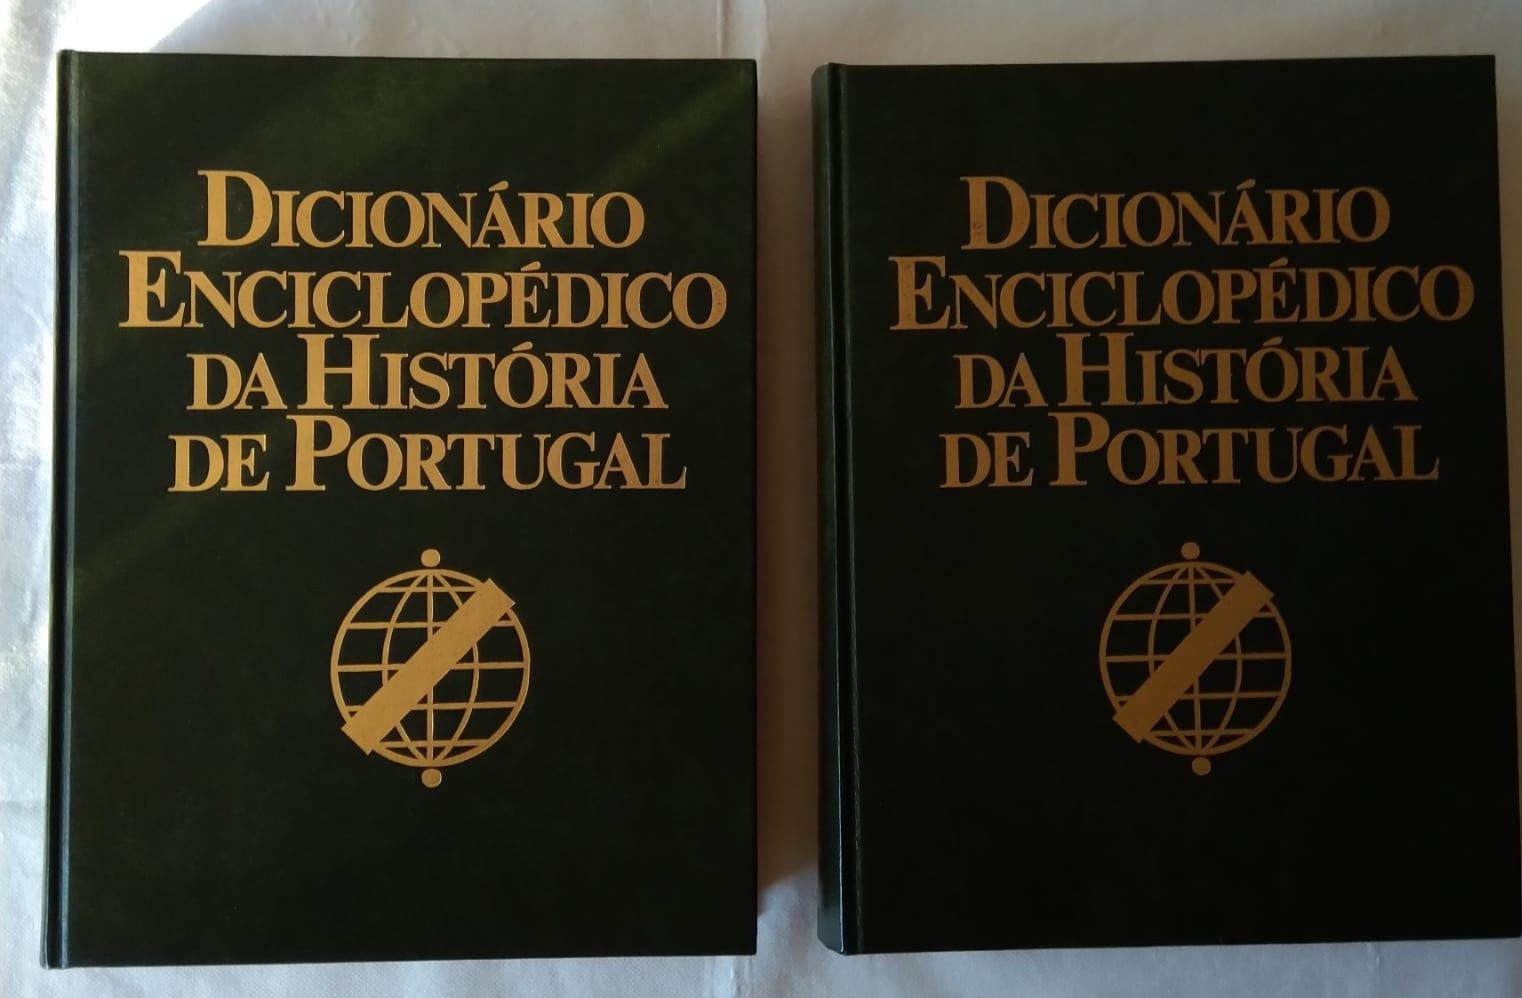 DICIONÁRIO
ENCICLOPÉDICO
DA HISTÓRIA
DE PORTUGAL
DICIONÁRIO
ENCICLOPÉDICO
DA HISTÓRIA
DE PORTUGAL